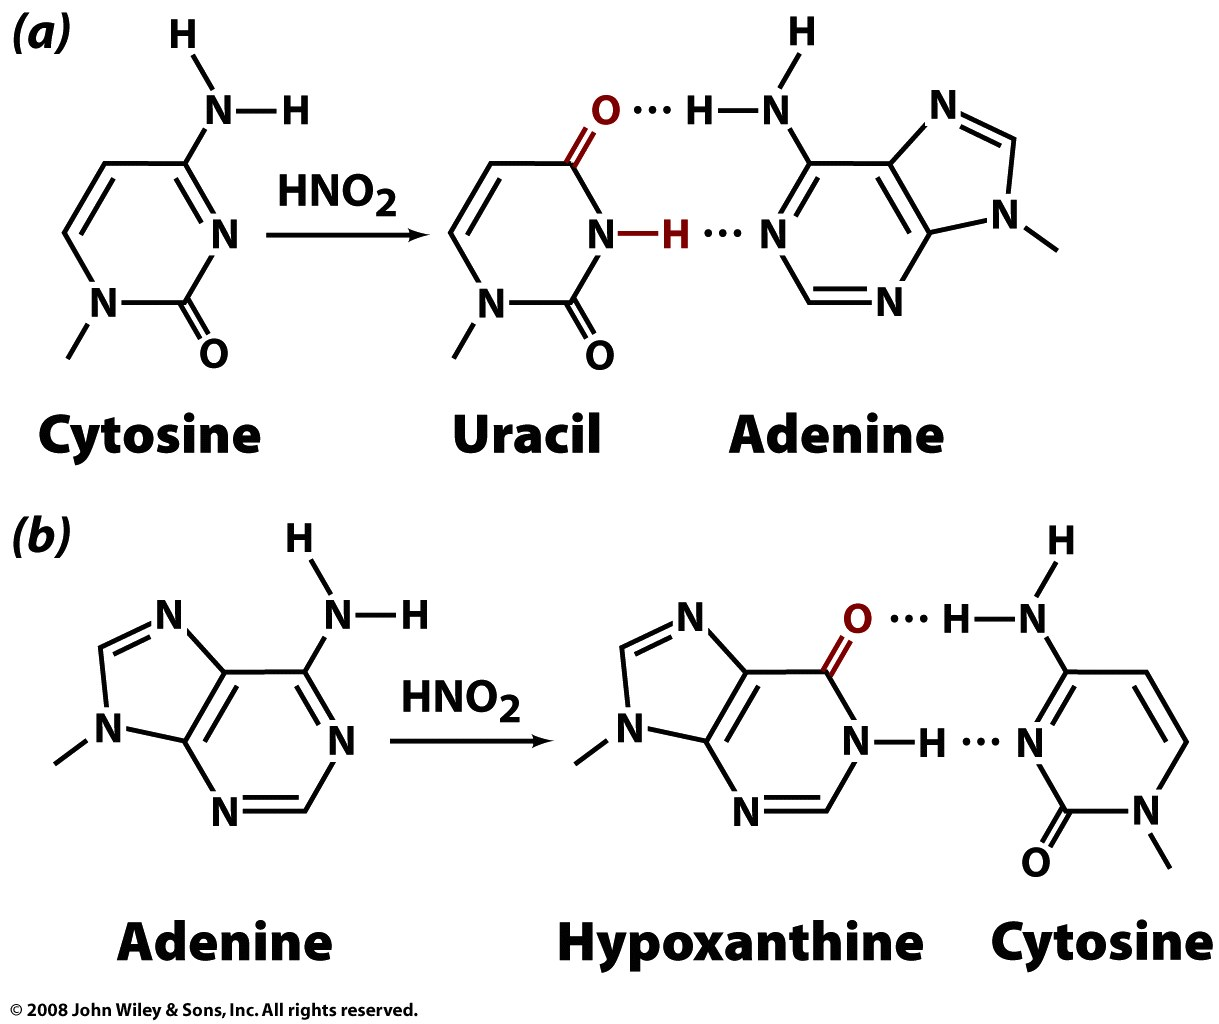 (a)
H
N H
O H N
H
N
HNO2
N
N H N
N
N
N
N
O
O
Cytosine Uracil Adenine
(b)
H
N
N H
N
O H N
H
HNO2
N
N
N
N
N H N
N
N
N
O
Adenine Hypoxanthine Cytosine
© 2008 John Wiley & Sons, Inc. All rights reserved.